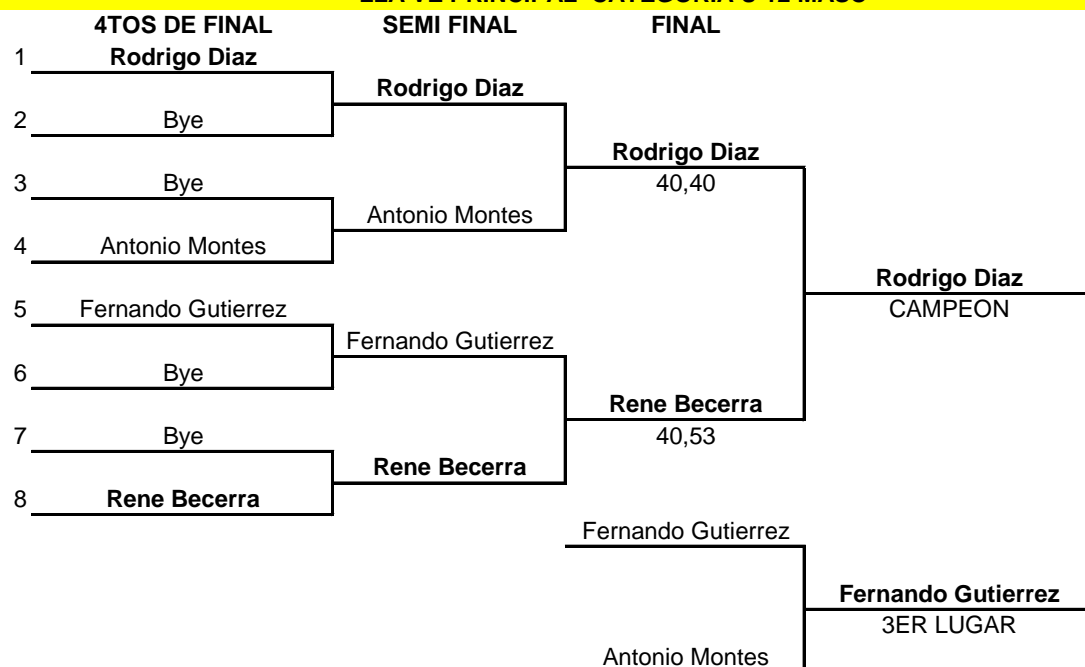 PRINCIPAL CATEGORIA
4TOS DE FINAL SEMI FINAL FINAL
1 Rodrigo Diaz
Rodrigo Diaz
2 Bye
Rodrigo Diaz
3 Bye 40,40
Antonio Montes
4 Antonio Montes
Rodrigo Diaz
5 Fernando Gutierrez CAMPEON
Fernando Gutierrez
6 Bye
Rene Becerra
7 Bye 40,53
Rene Becerra
8 Rene Becerra
Fernando Gutierrez
Fernando Gutierrez
3ER LUGAR
Antonio Montes